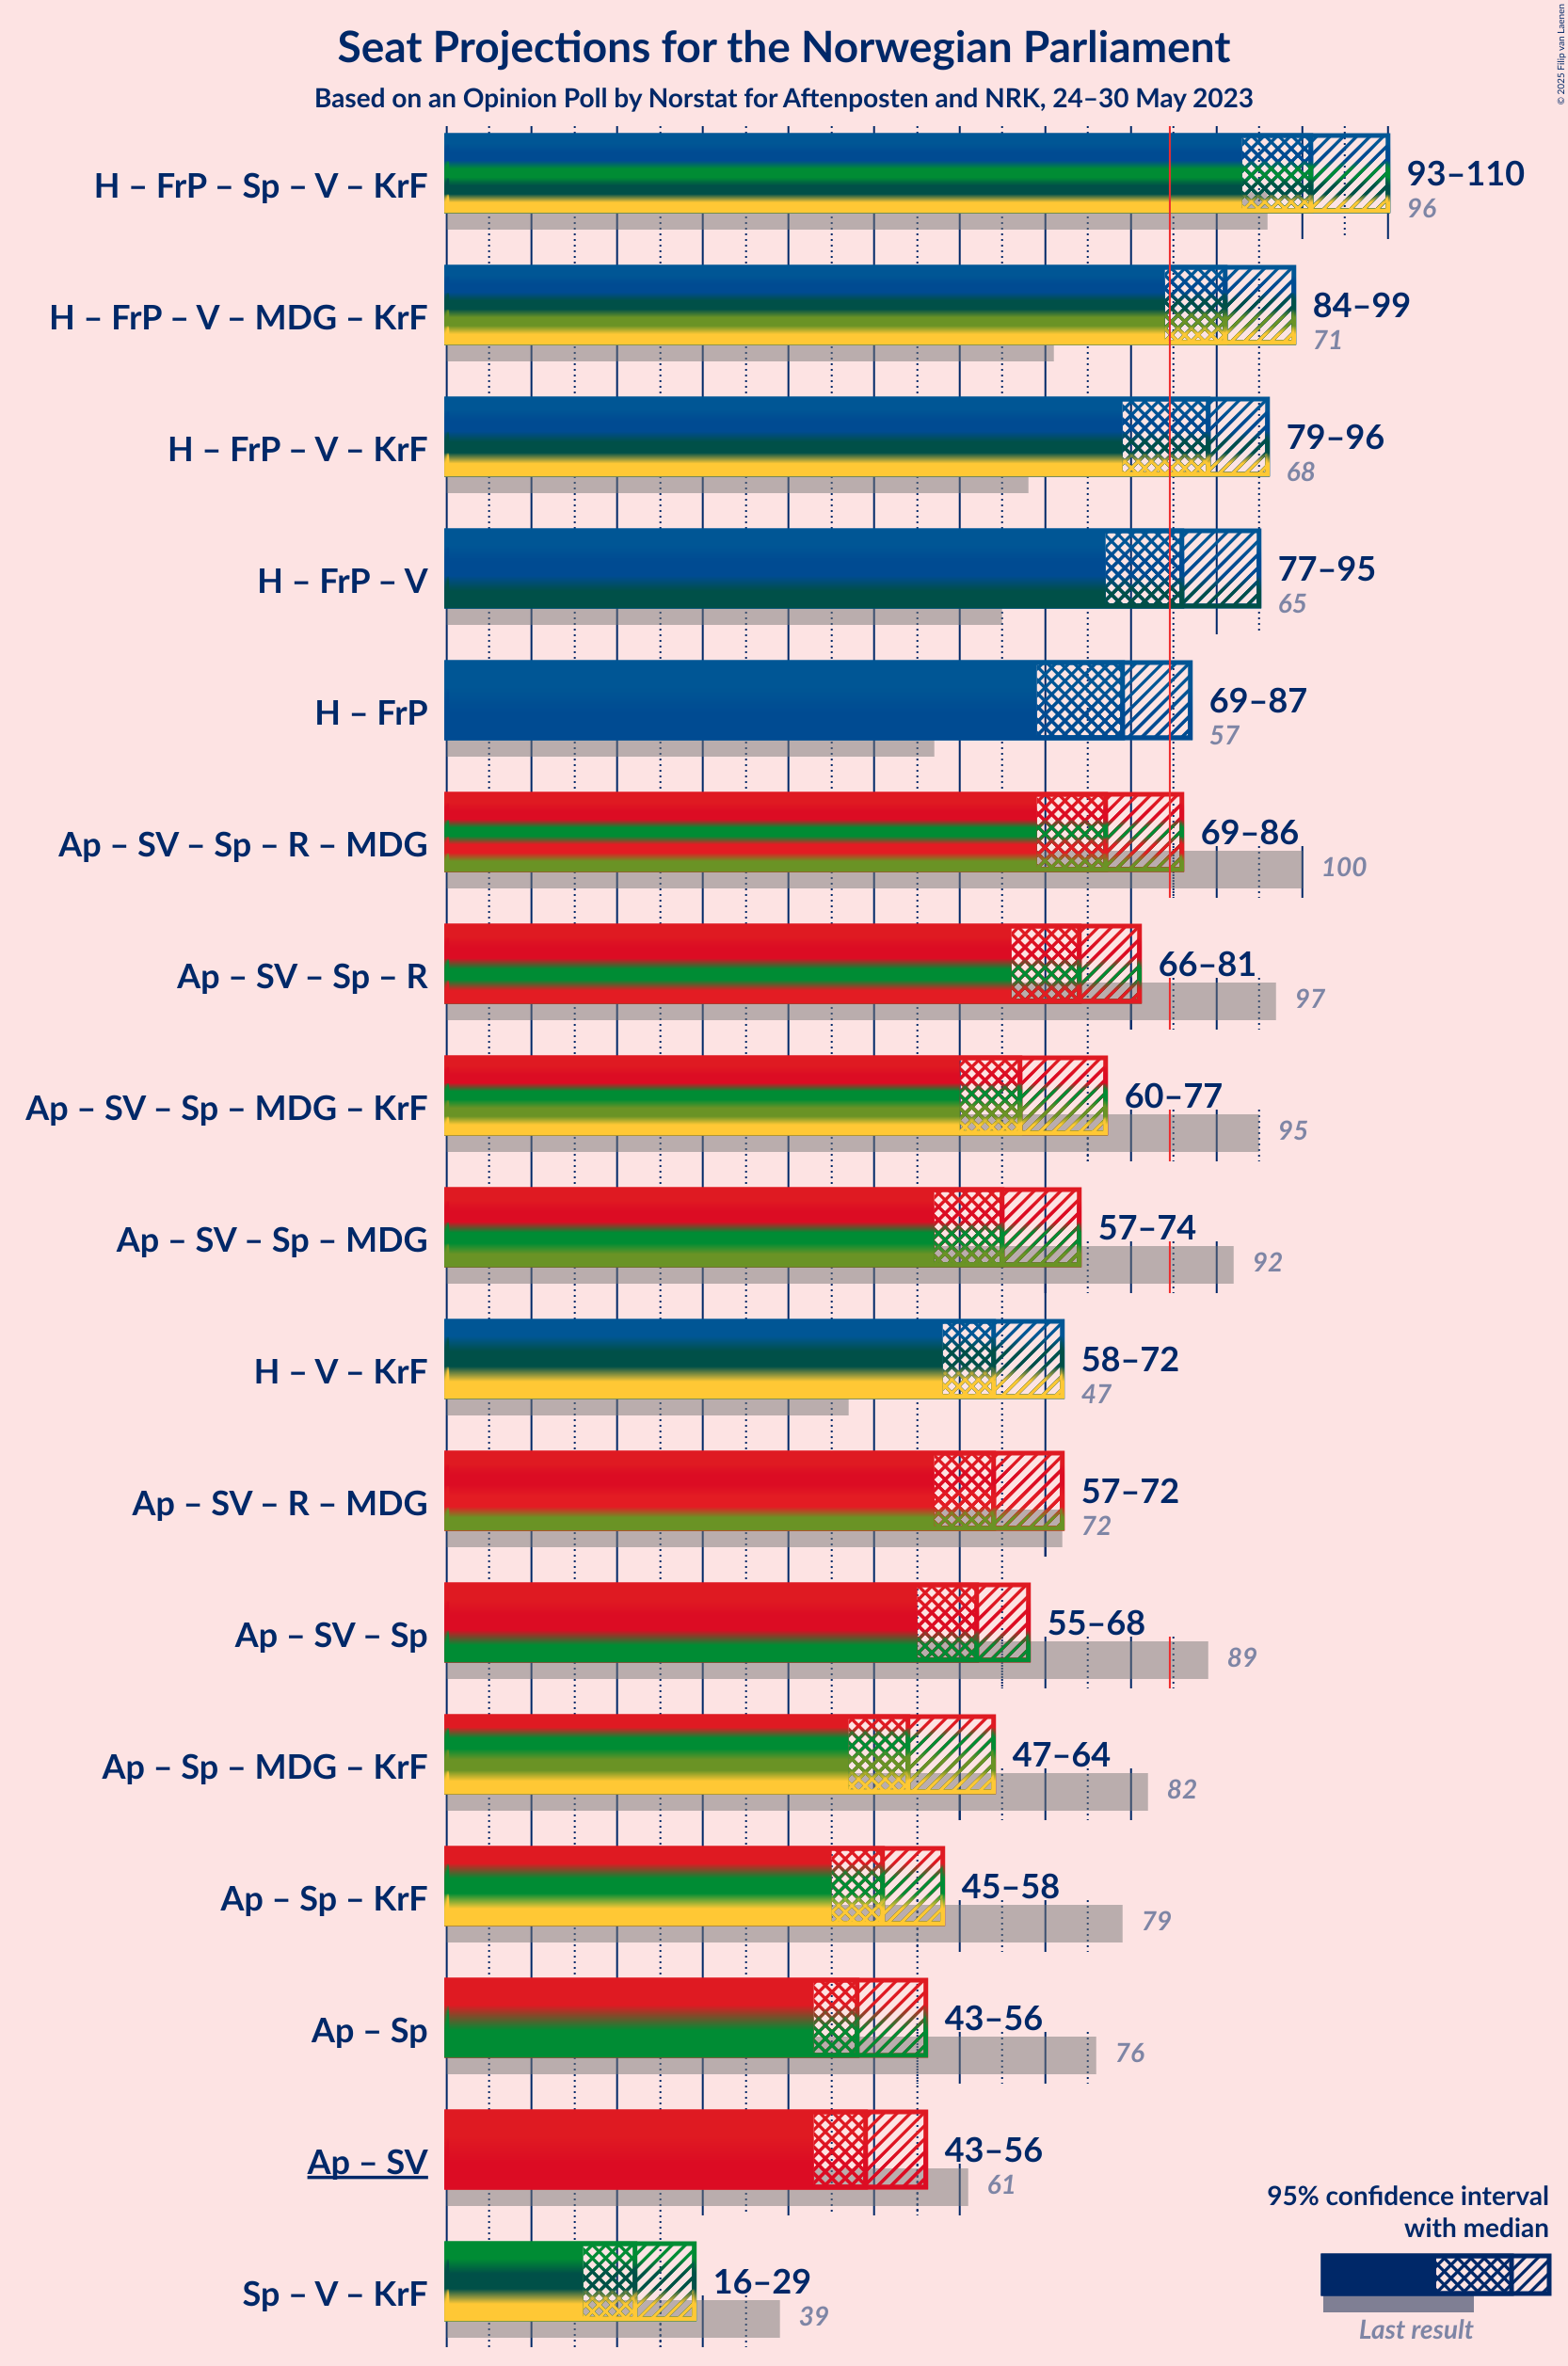 Seat Projections for the Norwegian Parliament
Based on an Opinion Poll by Norstat for Aftenposten and NRK, 24–30 May 2023
© 2025 Filip van Laenen
H – FrP – Sp – V – KrF
93–110
96
H – FrP – V – MDG – KrF
84–99
71
H – FrP – V – KrF
79–96
68
H – FrP – V
77–95
65
H – FrP
69–87
57
Ap – SV – Sp – R – MDG
69–86
100
Ap – SV – Sp – R
66–81
97
Ap – SV – Sp – MDG – KrF
60–77
95
Ap – SV – Sp – MDG
57–74
92
H – V – KrF
58–72
47
Ap – SV – R – MDG
57–72
72
Ap – SV – Sp
55–68
89
Ap – Sp – MDG – KrF
47–64
82
Ap – Sp – KrF
45–58
79
Ap – Sp
43–56
76
Ap – SV
43–56
61
Sp – V – KrF
16–29
39
95% confidence interval
with median
Last result